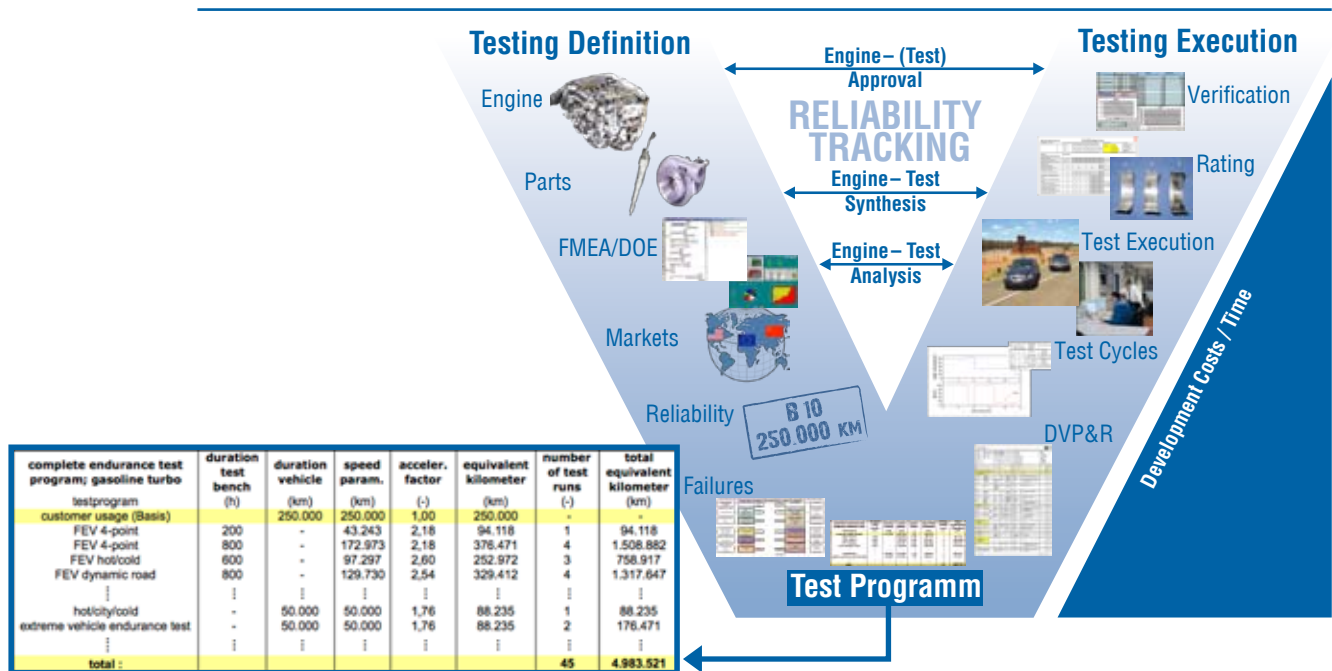 Testing Definition
Testing Execution
Engine – (Test)
Approval
RELIABILITY
TRACKING
Engine – Test
Synthesis
Engine – Test
Analysis
Engine
Parts
FMEA/DOE
Markets
Reliability
B 10
250.000 KM
Failures
Verification
Rating
Test Execution
Test Cycles
DVP&R
Test Programm
Development Costs / Time
complete endurance test program; gasoline turbo | duration test bench | duration vehicle | speed param. | acceler. factor | equivalent kilometer | number of test runs | total equivalent kilometer
testprogram (h) (km) (km) (-) (km) (-) (km)
customer usage (Basis) 250.000 250.000 1,00 250.000 - -
FEV 4-point 200 - 43.243 2,18 94.118 1 94.118
FEV 4-point 800 - 172.973 2,18 376.471 4 1.508.882
FEV hot/cold 600 - 97.297 2,60 252.972 3 758.917
FEV dynamic road 800 - 129.730 2,54 329.412 4 1.317.647
hot/city/cold - 50.000 50.000 1,76 88.235 1 88.235
extreme vehicle endurance test - 50.000 50.000 1,76 88.235 2 176.471
total : 45 4.983.521